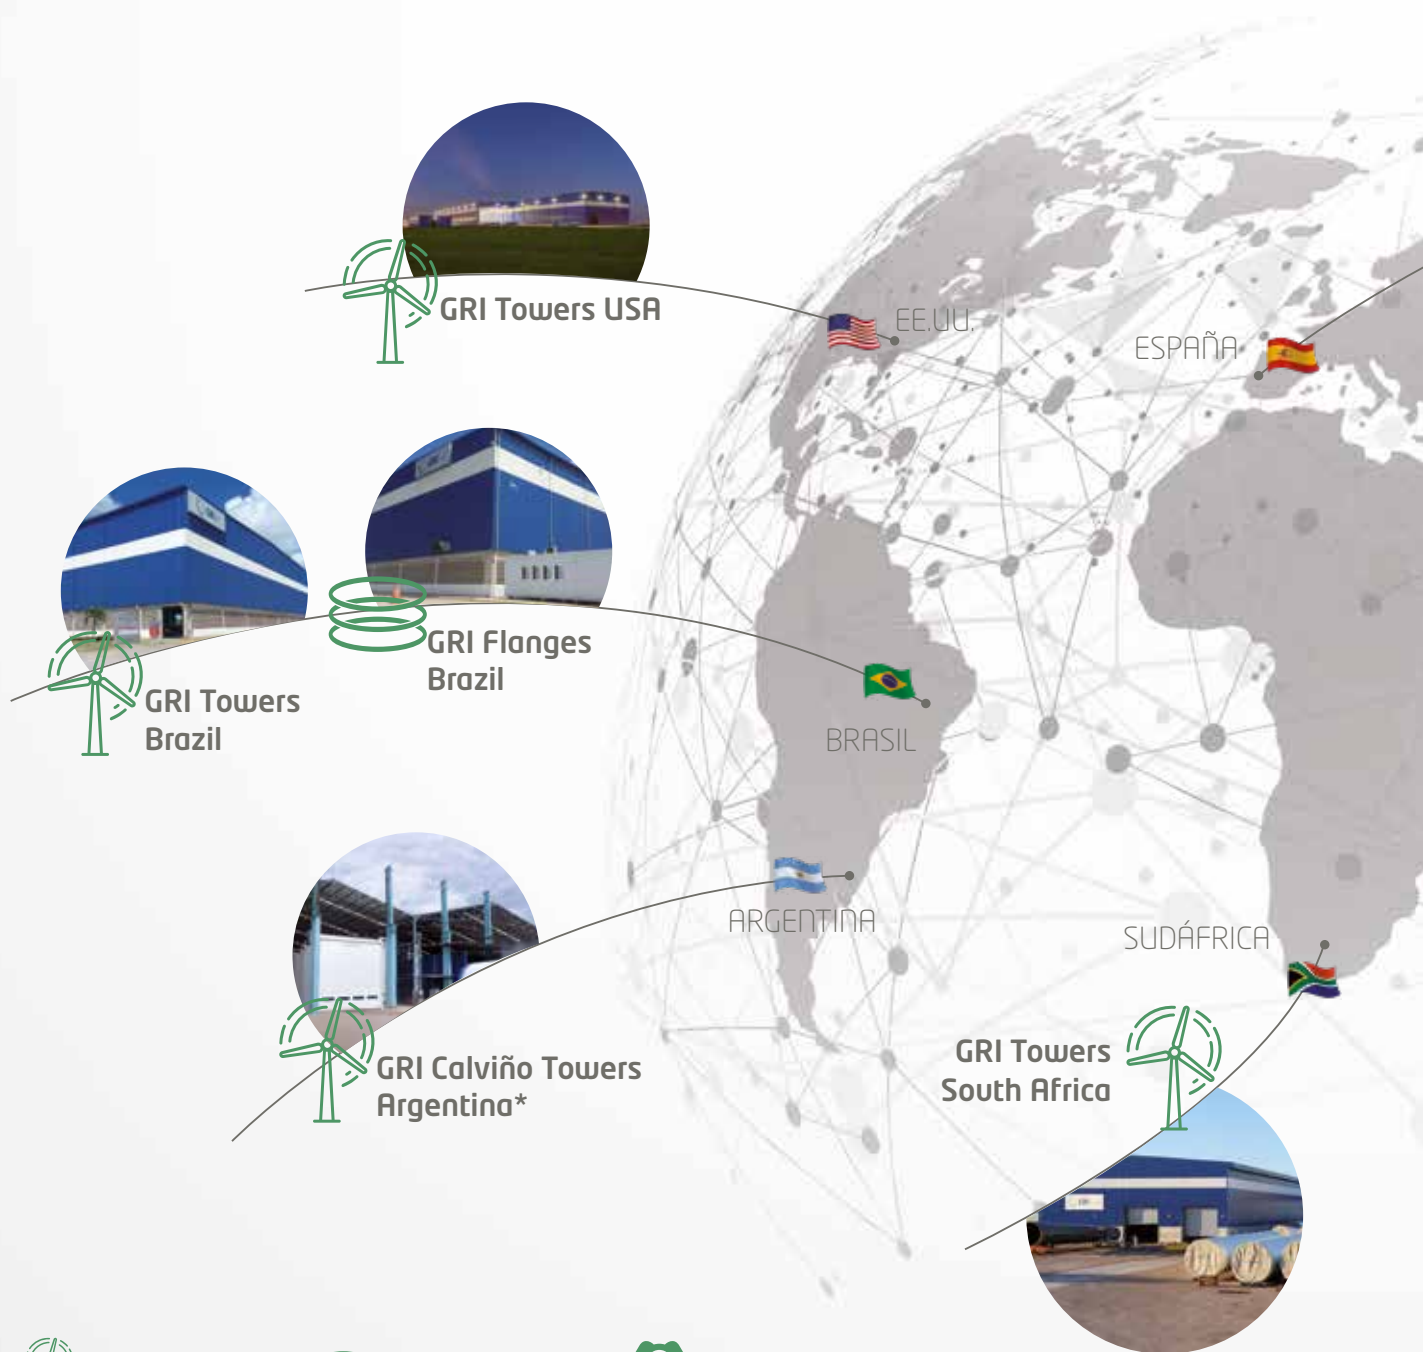 GRI Towers USA
EE.UU.
ESPAÑA
GRI Flanges
Brazil
GRI Towers
Brazil
BRASIL
ARGENTINA
SUDÁFRICA
GRI Calviño Towers
Argentina*
GRI Towers
South Africa